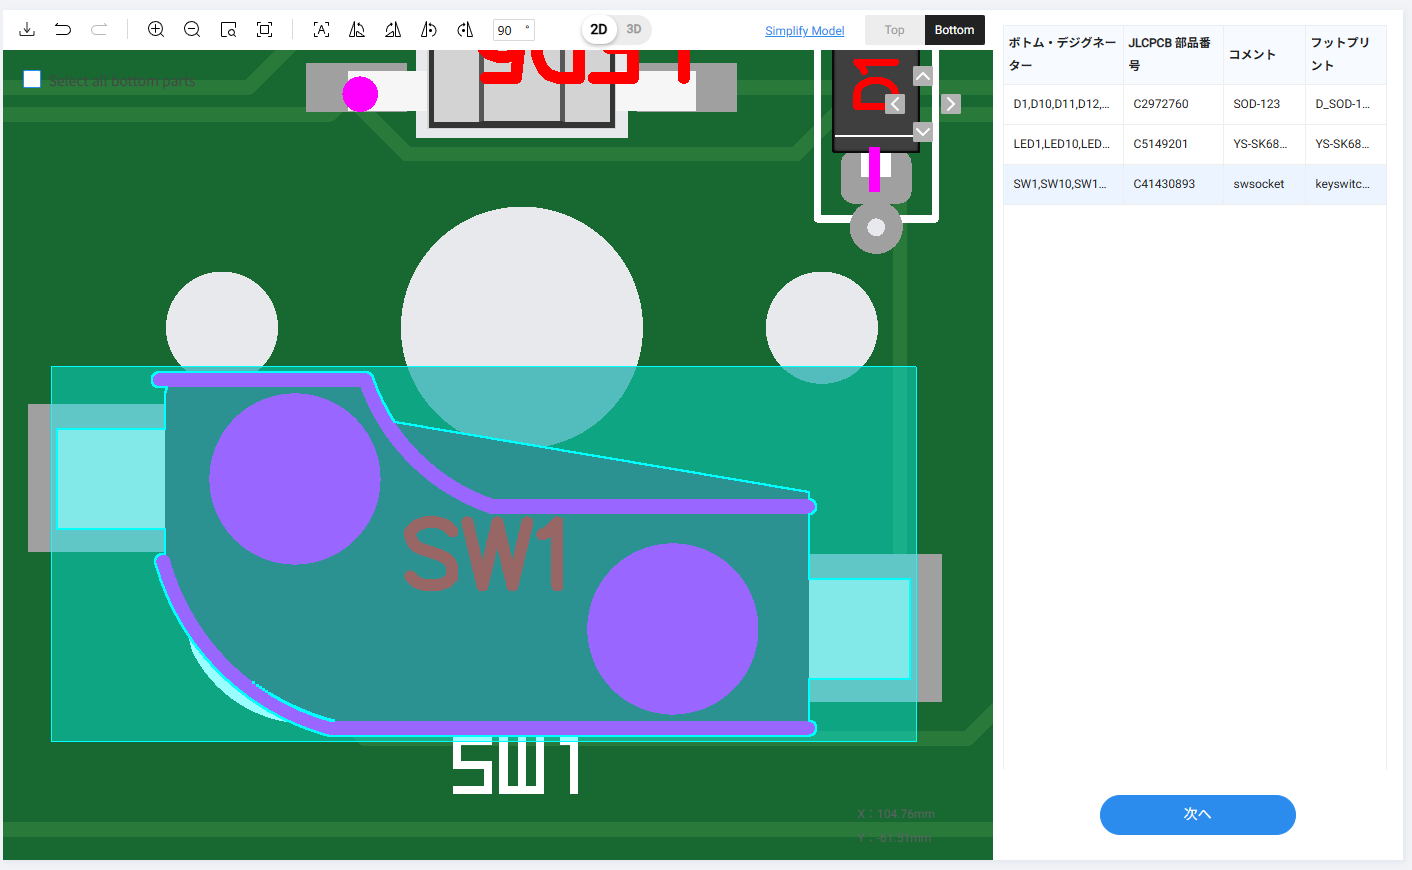 90 °
2D
3D
Simplify Model
Top
Bottom
Select all bottom parts
LED5
D1
SW1
SW1
X：104.76mm
Y：-61.51mm
ボトム・デジグネーター
JLCPCB 部品番号
コメント
フットプリント
D1,D10,D11,D12,...
C2972760
SOD-123
D_SOD-1...
LED1,LED10,LED...
C5149201
YS-SK68...
YS-SK68...
SW1,SW10,SW1...
C41430893
swsocket
keyswitc...
次へ